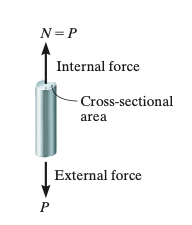 N = P
Internal force
Cross-sectional
area
External force
P